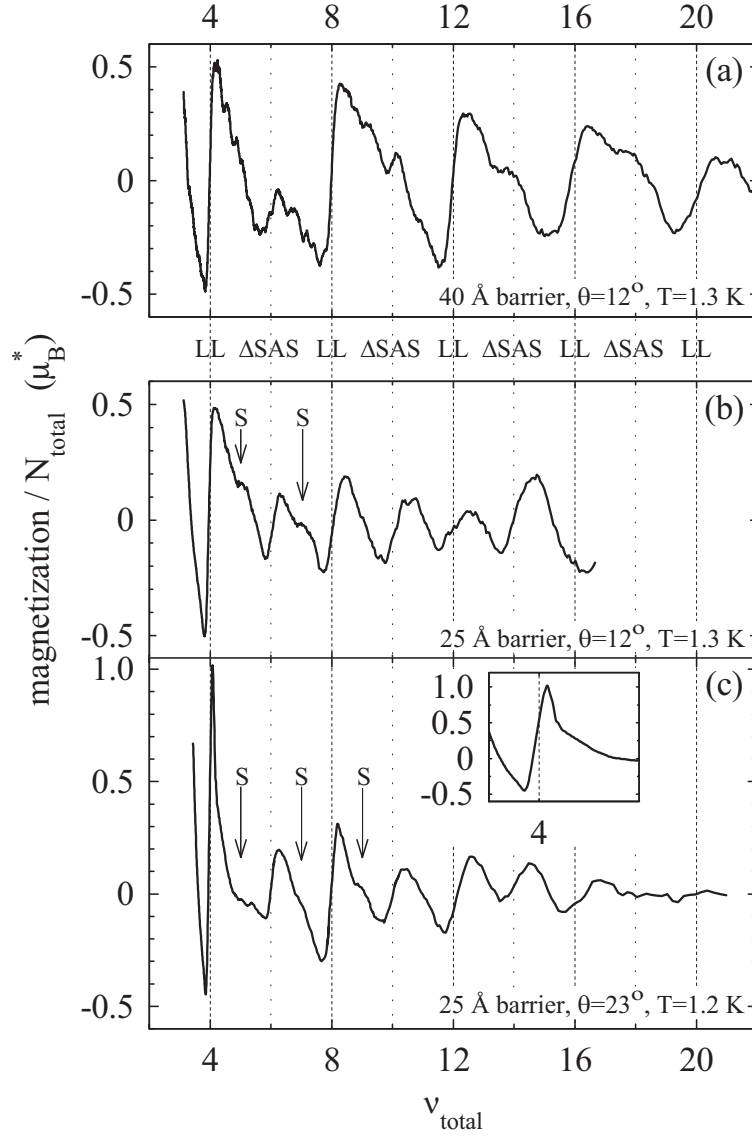 4 8 12 16 20
(a)
0.5
0
-0.5
40 Å barrier, θ=12°, T=1.3 K
LL ΔSAS LL ΔSAS LL ΔSAS LL ΔSAS LL
(b)
0.5
S S
0
-0.5
25 Å barrier, θ=12°, T=1.3 K
magnetization / N_total (μ_B^*)
(c)
1.0
1.0
0.5
0
-0.5
4
S S S
0.5
0
-0.5
25 Å barrier, θ=23°, T=1.2 K
4 8 12 16 20
ν_total